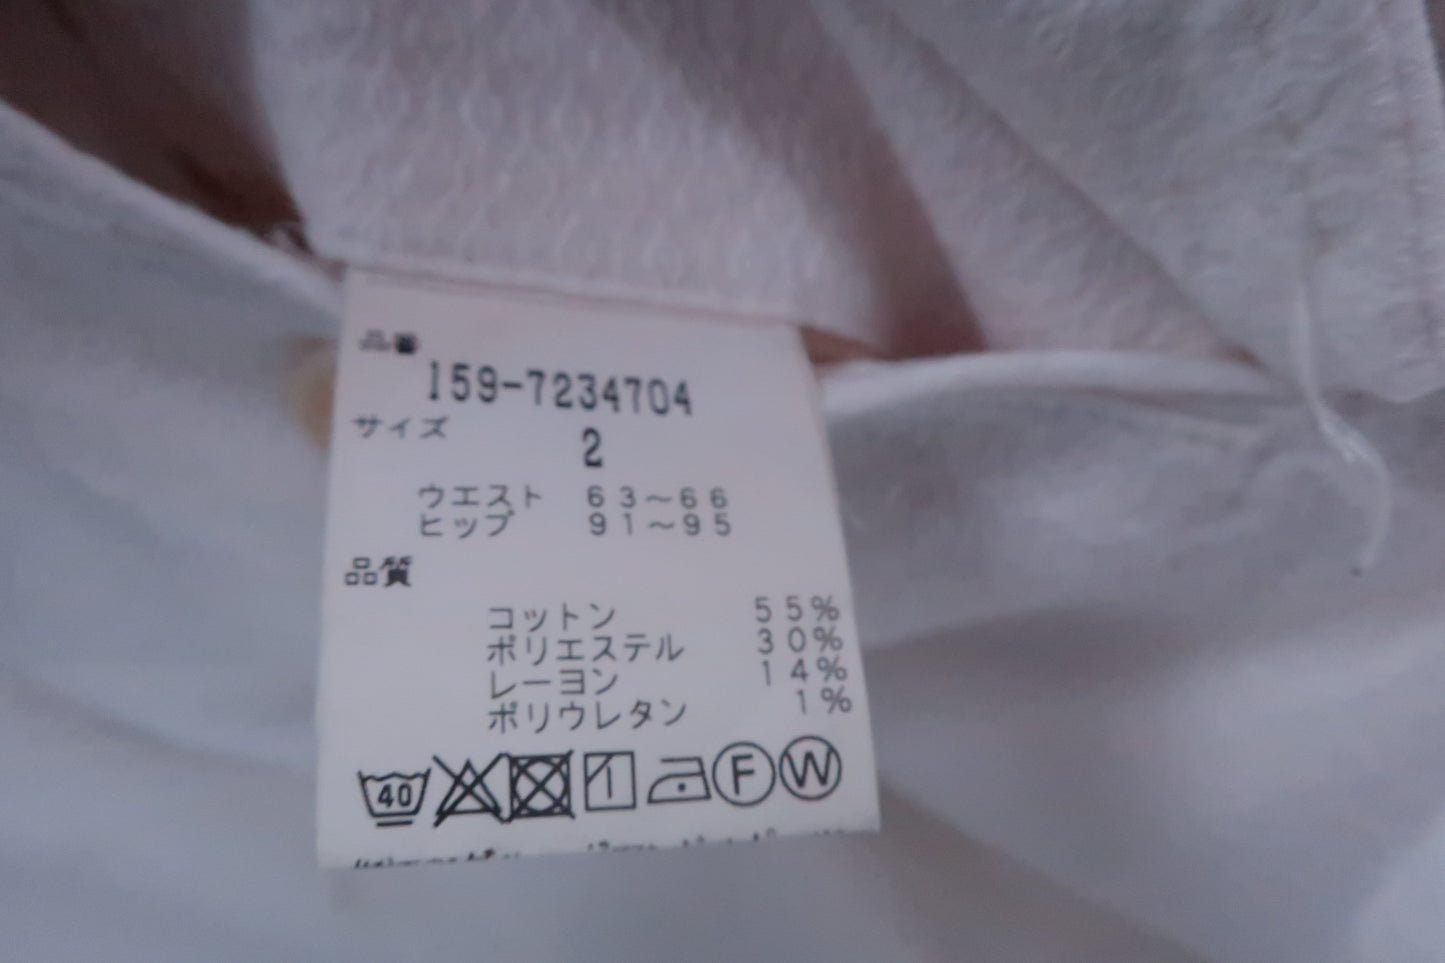 品番
159-7234704
サイズ
2
ウエスト 63～66
ヒップ 91～95
品質
コットン 55%
ポリエステル 30%
レーヨン 14%
ポリウレタン 1%
40 F W